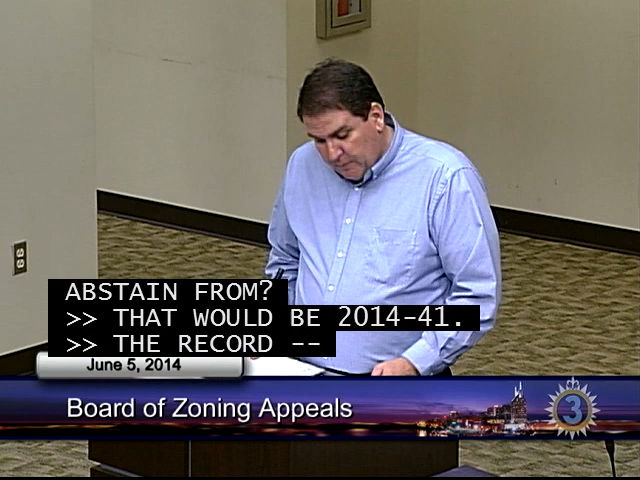 ABSTAIN FROM?
>> THAT WOULD BE 2014-41.
>> THE RECORD --
June 5, 2014
Board of Zoning Appeals
3